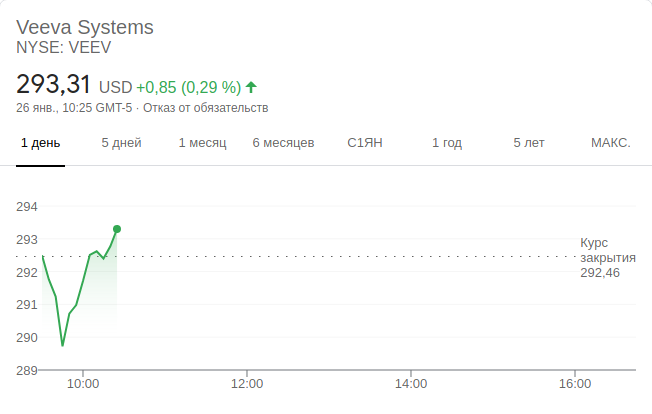 Veeva Systems
NYSE: VEEV
293,31 USD +0,85 (0,29 %)
26 янв., 10:25 GMT-5 · Отказ от обязательств
1 день 5 дней 1 месяц 6 месяцев С1ЯН 1 год 5 лет МАКС.
294
293
292
291
290
289
Курс
закрытия
292,46
10:00 12:00 14:00 16:00